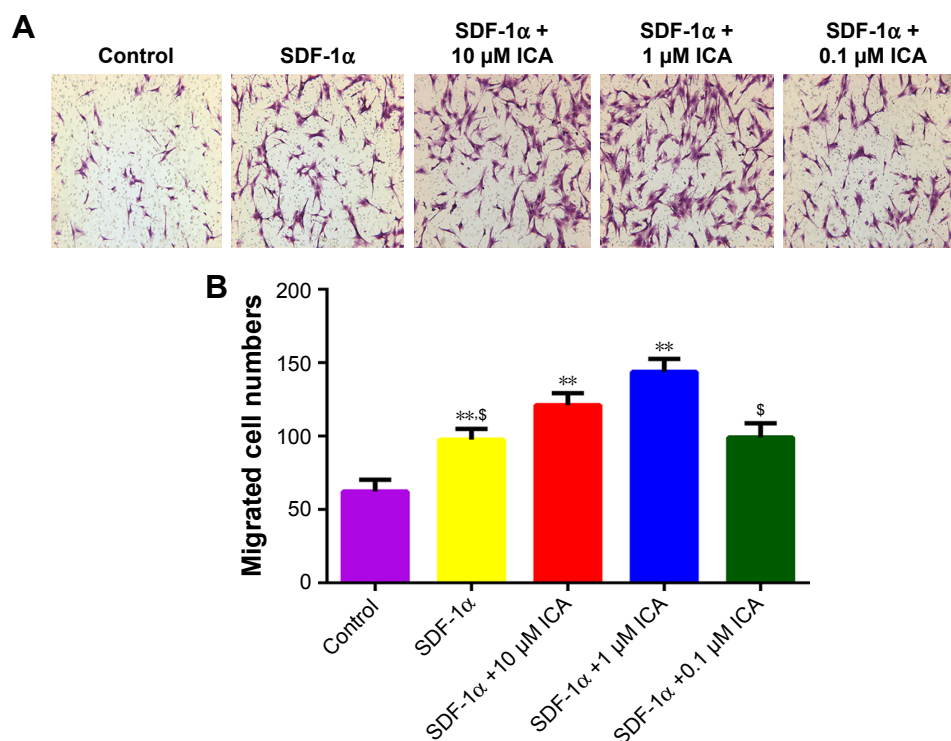 A
Control
SDF-1α
SDF-1α +
10 µM ICA
SDF-1α +
1 µM ICA
SDF-1α +
0.1 µM ICA
B
Migrated cell numbers
200
150
100
50
0
**,$
**
**
$
Control
SDF-1α
SDF-1α +10 µM ICA
SDF-1α +1 µM ICA
SDF-1α +0.1 µM ICA